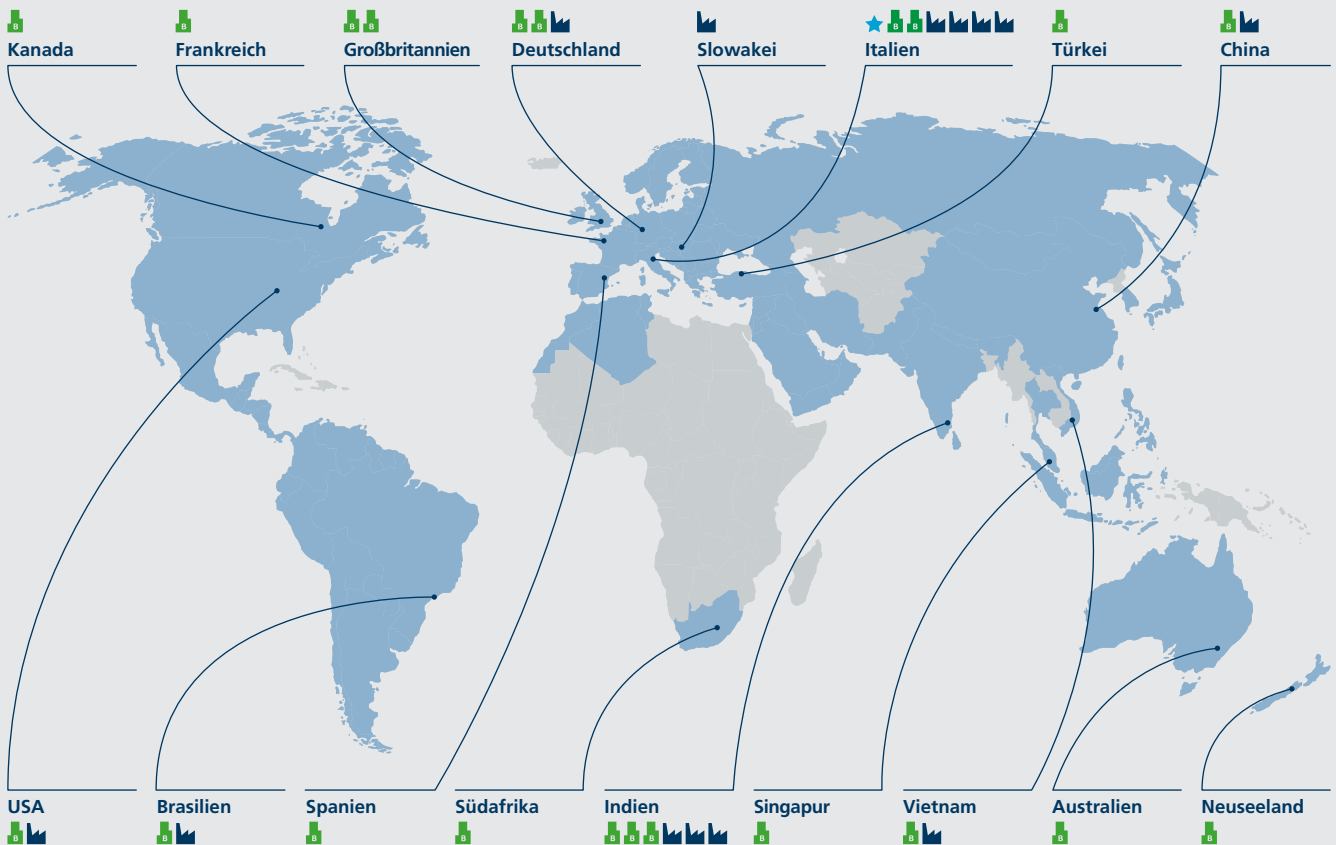 B
B B
B B
B B
B B
B
B
Kanada Frankreich Großbritannien Deutschland Slowakei Italien Türkei China
USA Brasilien Spanien Südafrika Indien Singapur Vietnam Australien Neuseeland
B B B B B B B B B B B